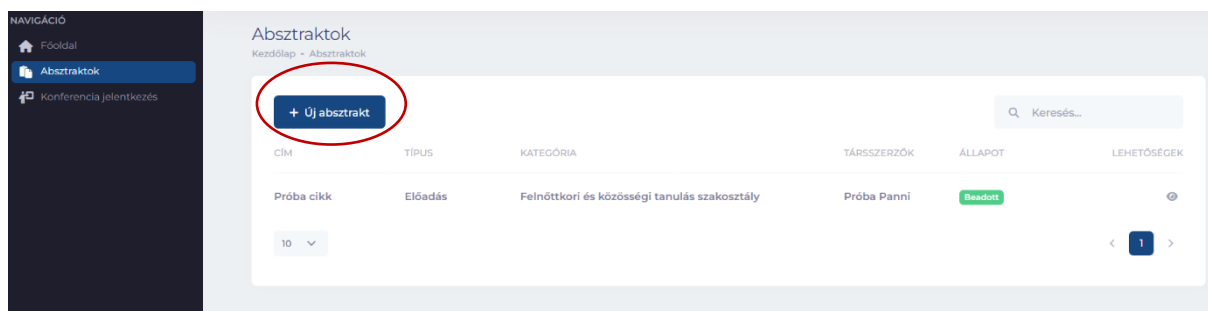 NAVIGÁCIÓ
Főoldal
Absztraktok
Konferencia jelentkezés
Absztraktok
Kezdőlap - Absztraktok
+ Új absztrakt
Keresés...
CÍM TÍPUS KATEGÓRIA TÁRSSZERZŐK ÁLLAPOT LEHETŐSÉGEK
Próba cikk Előadás Felnőttkori és közösségi tanulás szakosztály Próba Panni Beadott
10
1